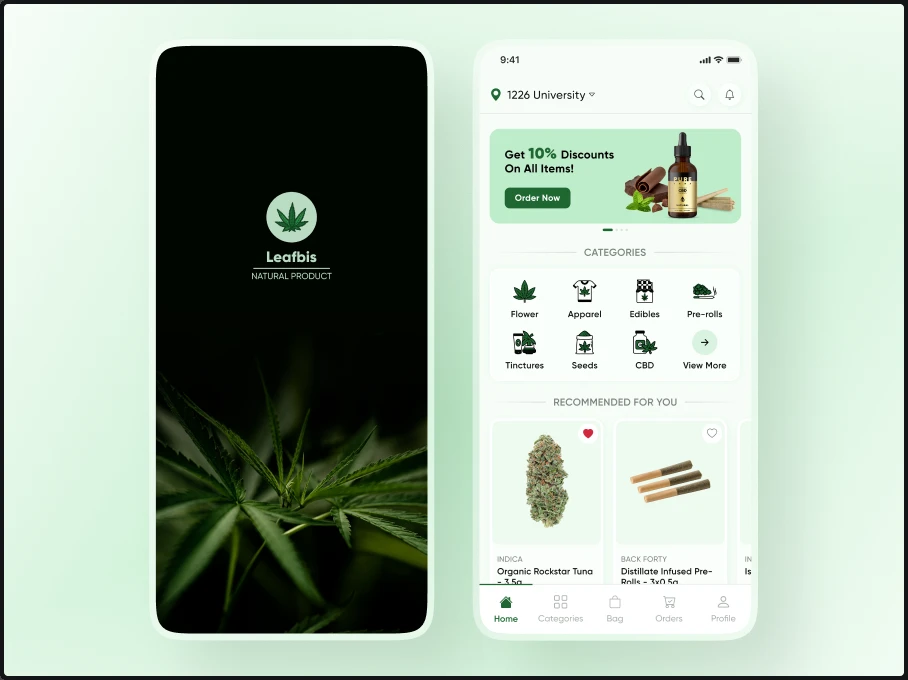 Leafbis
NATURAL PRODUCT
9:41
1226 University
Get 10% Discounts
On All Items!
Order Now
PURE
CBD
CATEGORIES
Flower
Apparel
Edibles
Pre-rolls
Tinctures
Seeds
CBD
View More
RECOMMENDED FOR YOU
INDICA
Organic Rockstar Tuna
- 3.5g
BACK FORTY
Distillate Infused Pre-
Rolls - 3x0.5g
IN
Is
Home
Categories
Bag
Orders
Profile